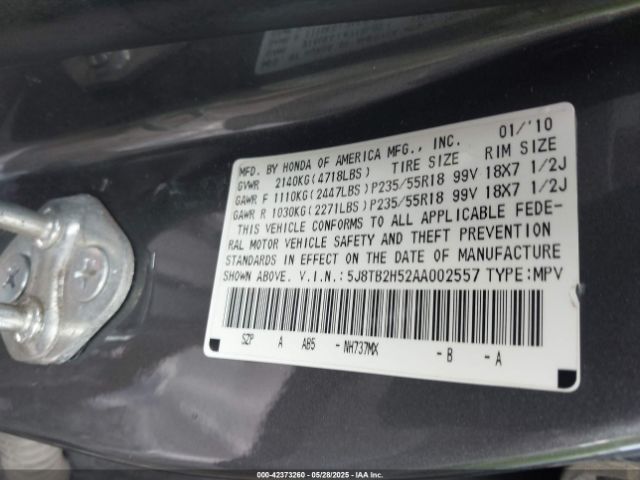 MFD. BY HONDA OF AMERICA MFG., INC. 01/'10
GVWR 2140KG(4718LBS) TIRE SIZE RIM SIZE
GAWR F 1110KG(2447LBS)P235/55R18 99V 18X7 1/2J
GAWR R 1030KG(2271LBS)P235/55R18 99V 18X7 1/2J
THIS VEHICLE CONFORMS TO ALL APPLICABLE FEDE-
RAL MOTOR VEHICLE SAFETY AND THEFT PREVENTION
STANDARDS IN EFFECT ON THE DATE OF MANUFACTURE
SHOWN ABOVE. V.I.N.:5J8TB2H52AA002557 TYPE:MPV
SZP A AB5 - NH737MX - B - A
000-42373260 - 05/28/2025 - IAA Inc.